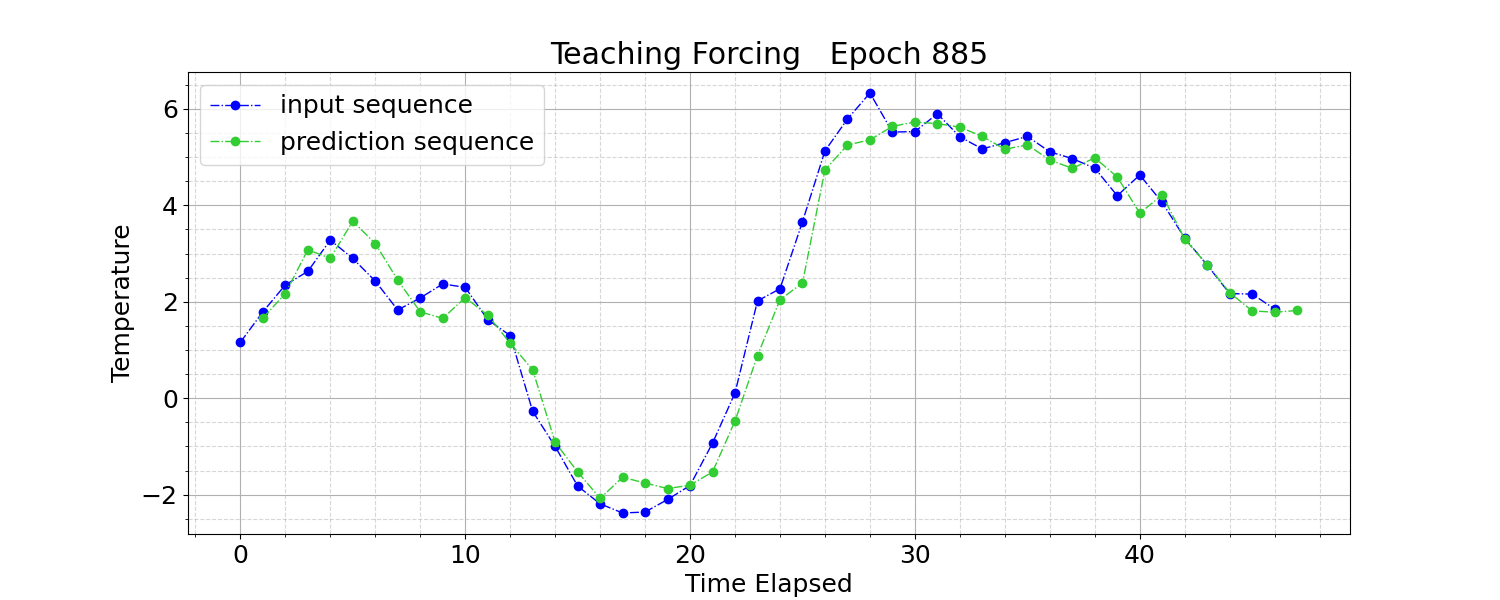 Teaching Forcing   Epoch 885
input sequence
prediction sequence
Temperature
6
4
2
0
−2
0 10 20 30 40
Time Elapsed